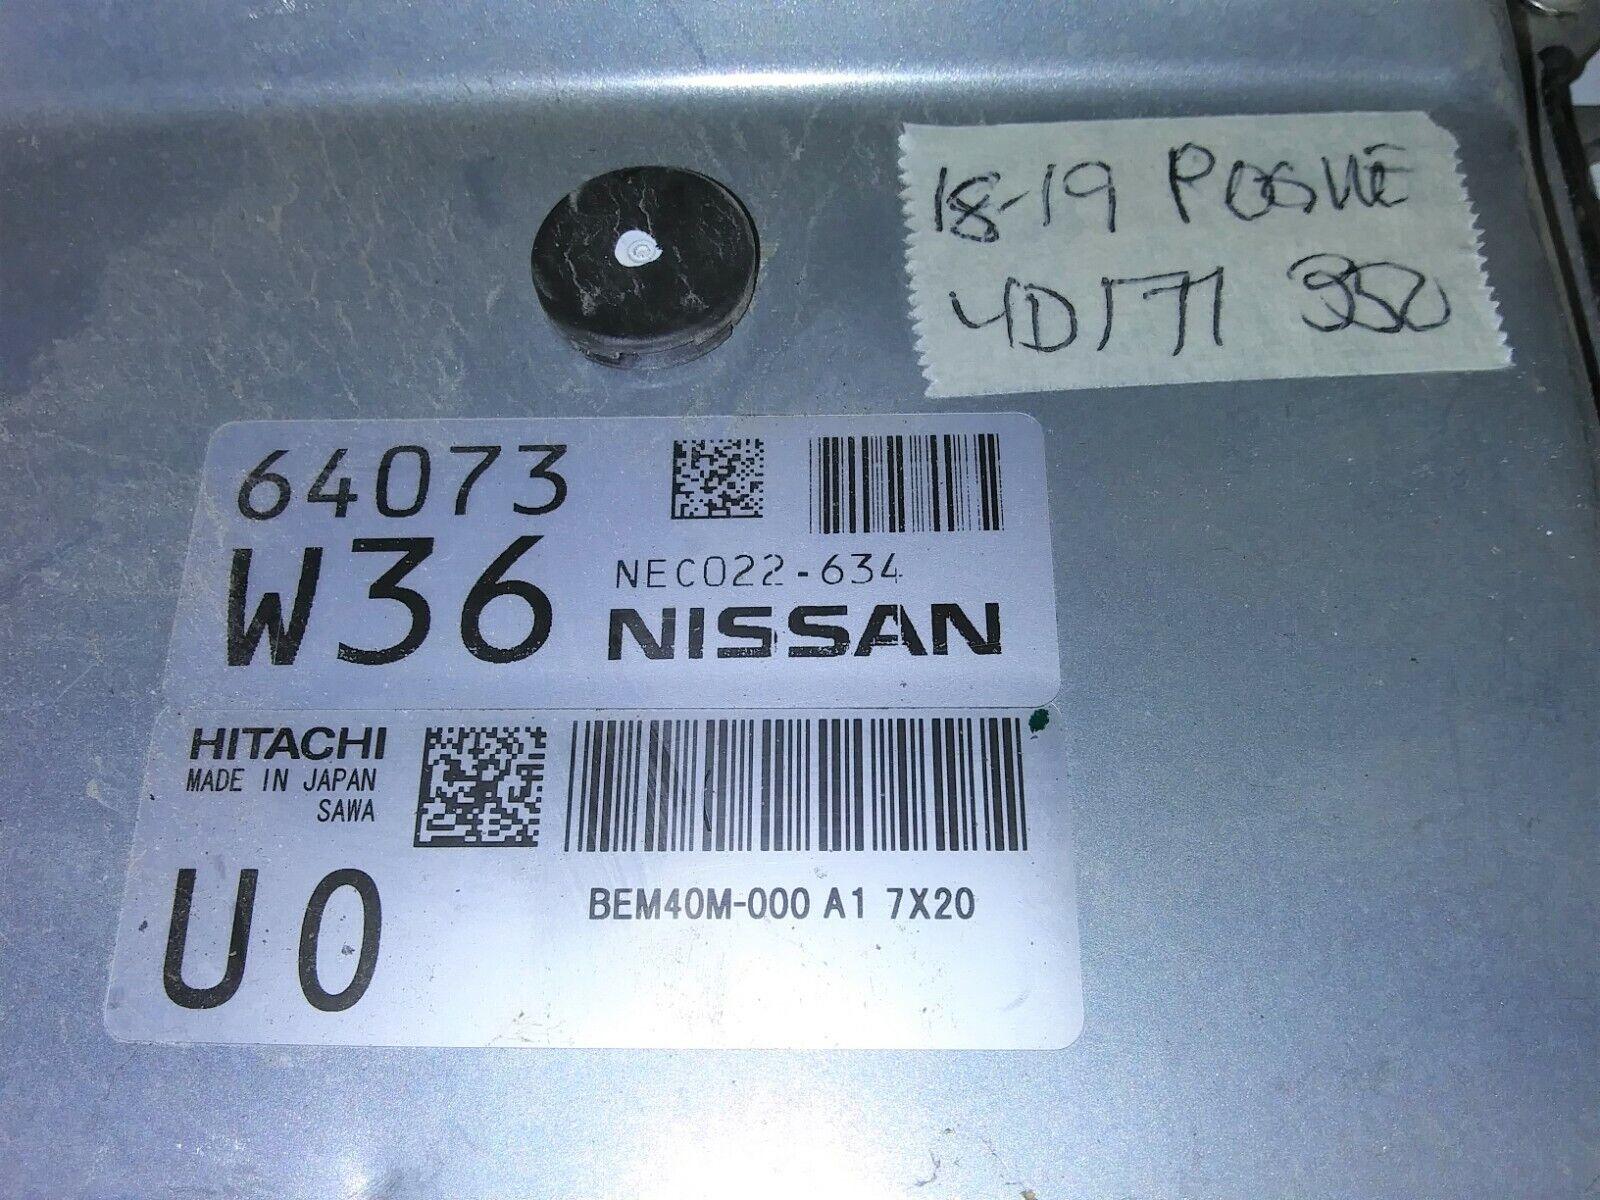 18-19 ROGUE
4D171 350
64073
W36
NEC022-634
NISSAN
HITACHI
MADE IN JAPAN
SAWA
U0
BEM40M-000 A1 7X20